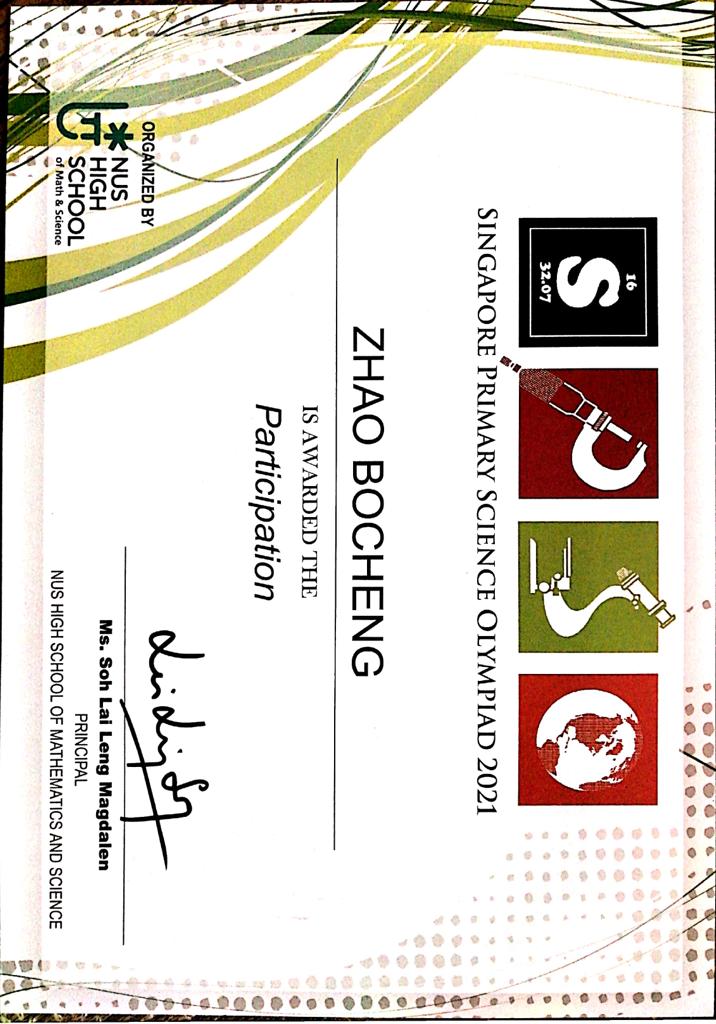 16
S
32.07
SINGAPORE PRIMARY SCIENCE OLYMPIAD 2021
ZHAO BOCHENG
IS AWARDED THE
Participation
ORGANIZED BY
NUS
HIGH
SCHOOL
of Math & Science
Ms. Soh Lai Leng Magdalen
PRINCIPAL
NUS HIGH SCHOOL OF MATHEMATICS AND SCIENCE